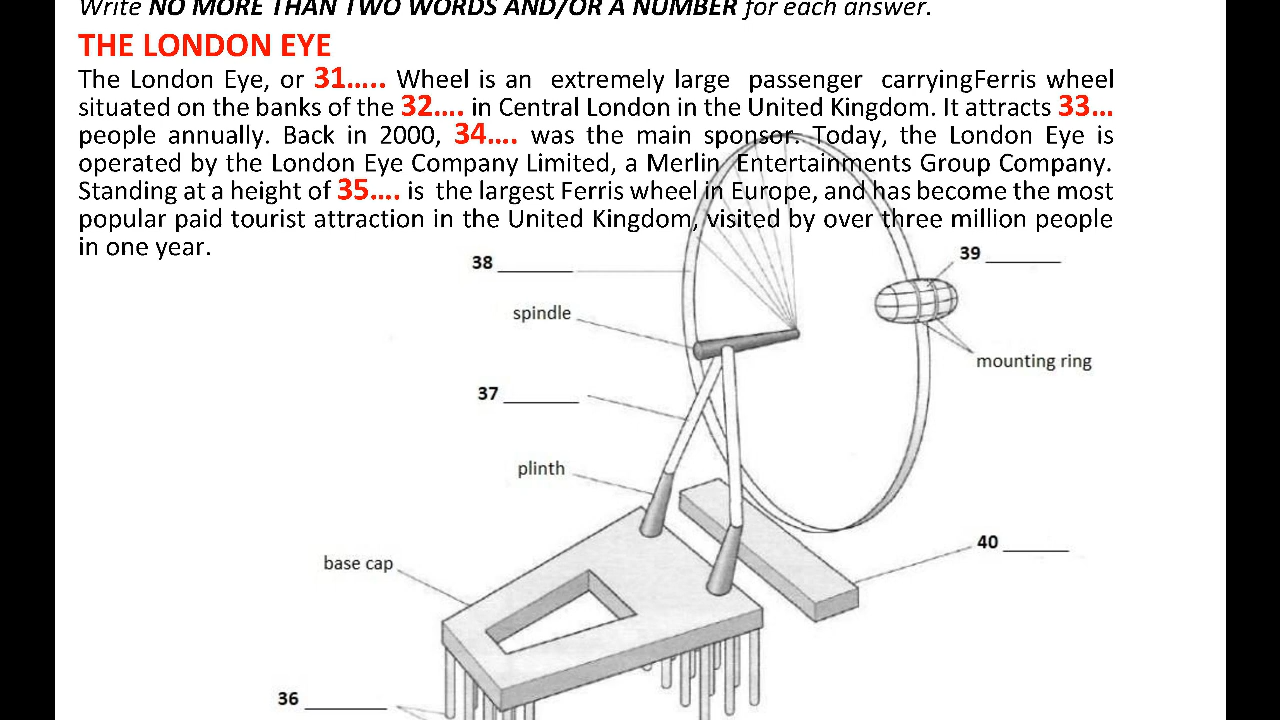 Write NO MORE THAN TWO WORDS AND/OR A NUMBER for each answer.
THE LONDON EYE
The London Eye, or 31..... Wheel is an extremely large passenger carryingFerris wheel
situated on the banks of the 32.... in Central London in the United Kingdom. It attracts 33...
people annually. Back in 2000, 34.... was the main sponsor. Today, the London Eye is
operated by the London Eye Company Limited, a Merlin Entertainments Group Company.
Standing at a height of 35.... is the largest Ferris wheel in Europe, and has become the most
popular paid tourist attraction in the United Kingdom, visited by over three million people
in one year.
38 ________
39 ________
spindle
mounting ring
37 ________
plinth
40 _______
base cap
36 ________